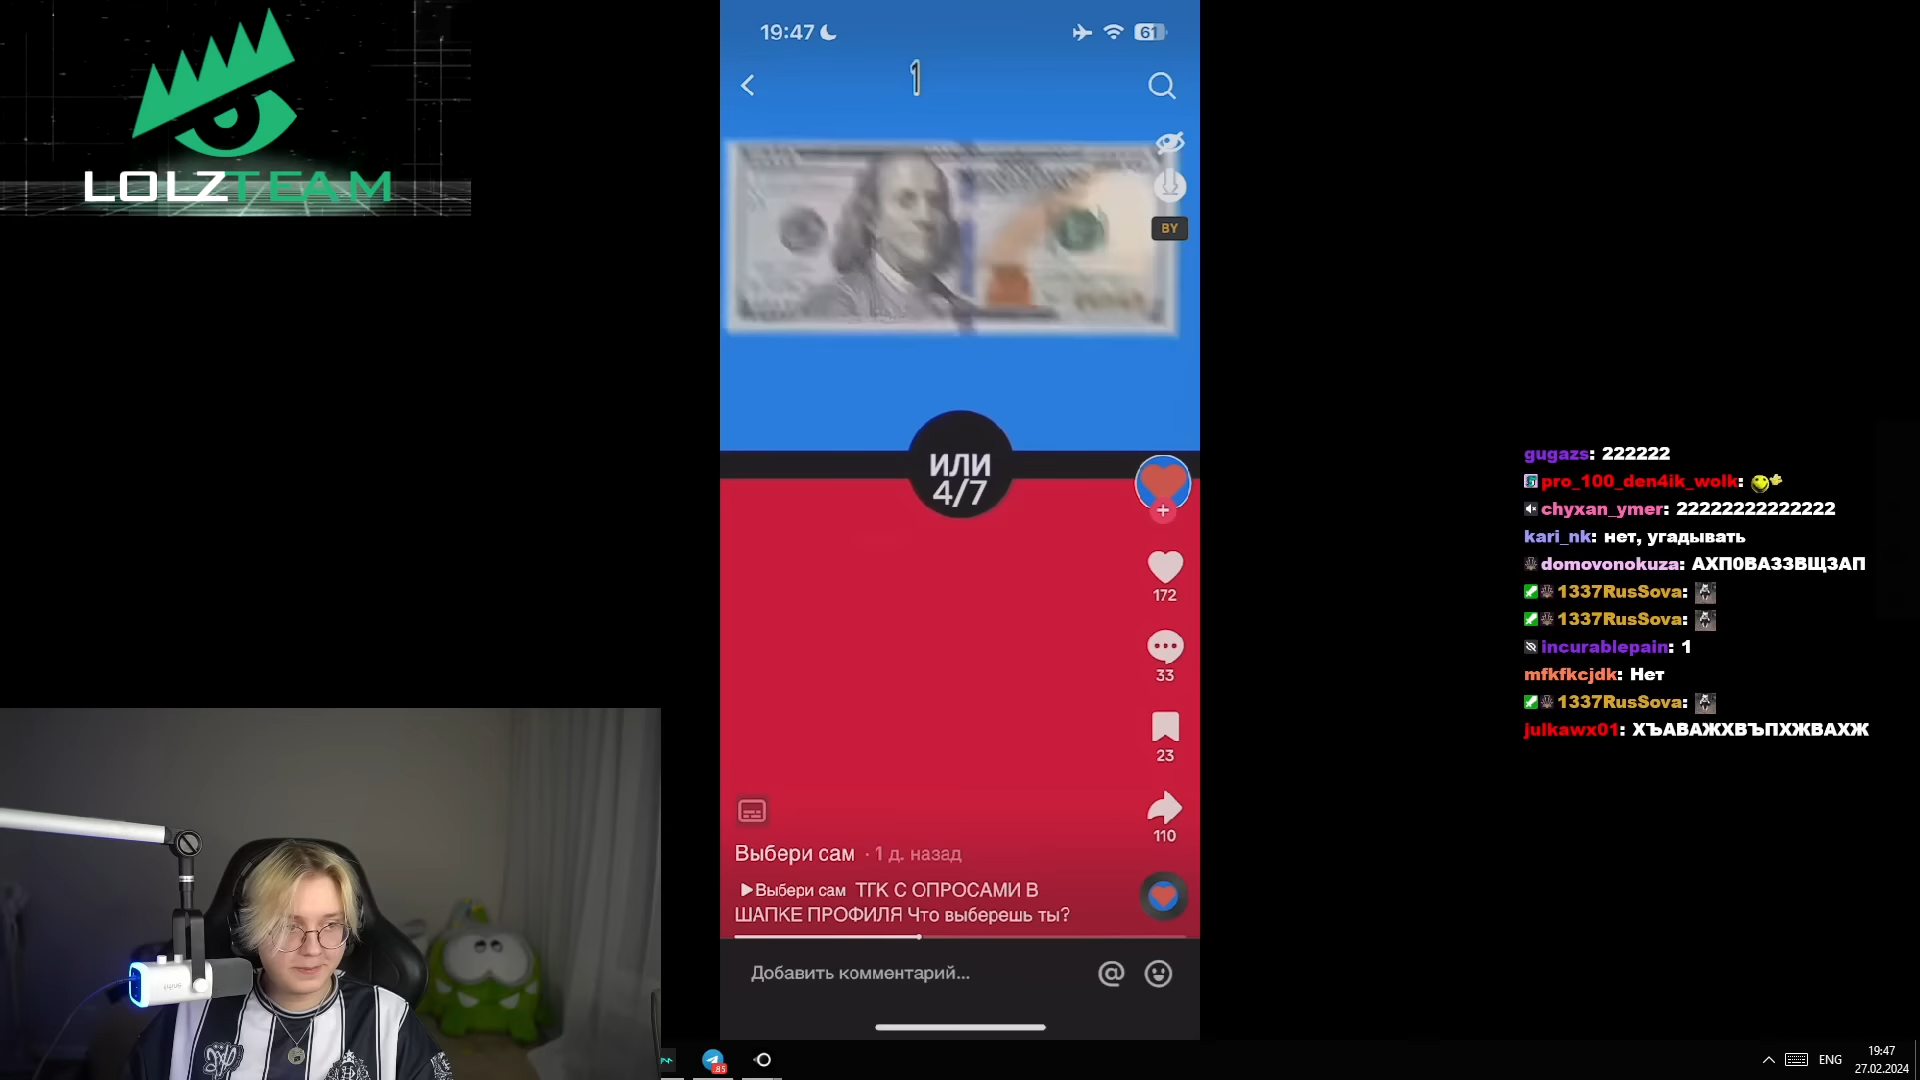 LOLZTEAM
19:47
61
1
BY
ИЛИ
4/7
172
33
23
110
Выбери сам · 1 д. назад
Выбери сам ТГК С ОПРОСАМИ В
ШАПКЕ ПРОФИЛЯ Что выберешь ты?
Добавить комментарий...
gugazs: 222222
pro_100_den4ik_wolk:
chyxan_ymer: 22222222222222
kari_nk: нет, угадывать
domovonokuza: АХП0ВАЗЗВЩЗАП
1337RusSova:
1337RusSova:
incurablepain: 1
mfkfkcjdk: Нет
1337RusSova:
julkawx01: ХЪАВАЖХВЪПХЖВАХЖ
fifine
85
ENG
19:47
27.02.2024